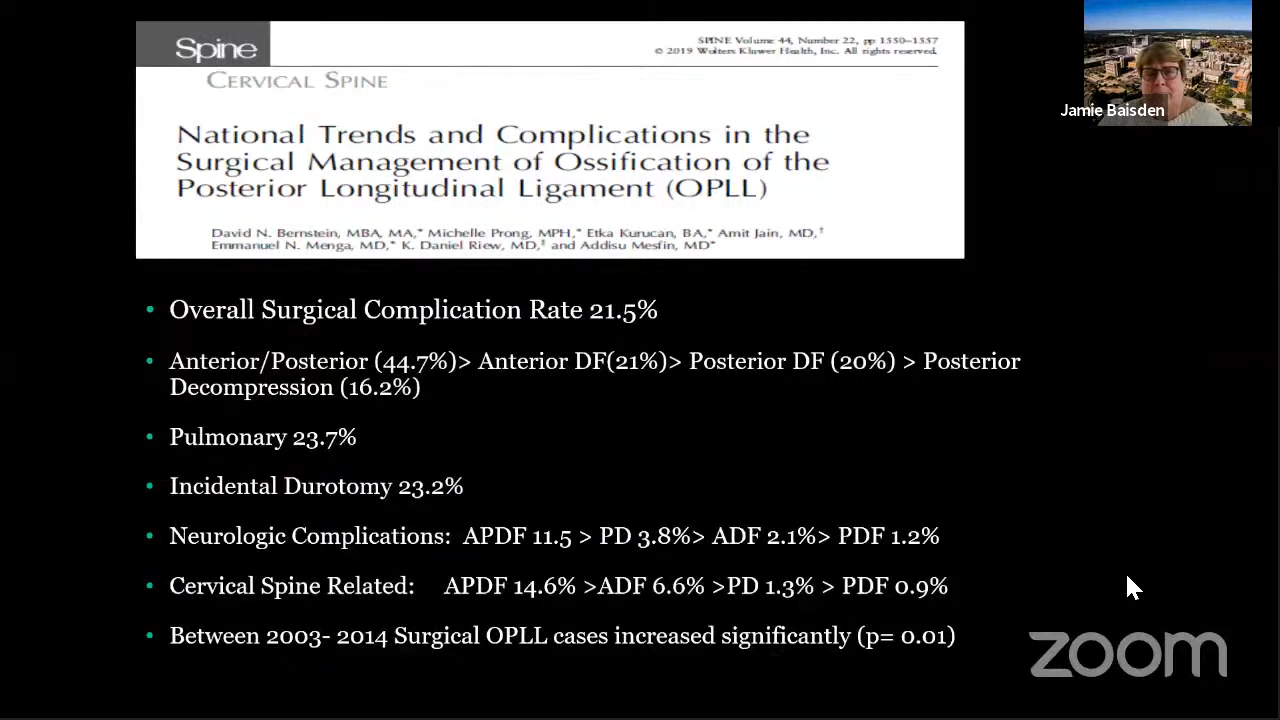 Spine
SPINE Volume 44, Number 22, pp 1550–1557
© 2019 Wolters Kluwer Health, Inc. All rights reserved.
CERVICAL SPINE
National Trends and Complications in the
Surgical Management of Ossification of the
Posterior Longitudinal Ligament (OPLL)
David N. Bernstein, MBA, MA,* Michelle Prong, MPH,* Etka Kurucan, BA,* Amit Jain, MD,†
Emmanuel N. Menga, MD,* K. Daniel Riew, MD,‡ and Addisu Mesfin, MD*
Jamie Baisden
• Overall Surgical Complication Rate 21.5%
• Anterior/Posterior (44.7%)> Anterior DF(21%)> Posterior DF (20%) > Posterior
Decompression (16.2%)
• Pulmonary 23.7%
• Incidental Durotomy 23.2%
• Neurologic Complications: APDF 11.5 > PD 3.8%> ADF 2.1%> PDF 1.2%
• Cervical Spine Related: APDF 14.6% >ADF 6.6% >PD 1.3% > PDF 0.9%
• Between 2003- 2014 Surgical OPLL cases increased significantly (p= 0.01)
zoom